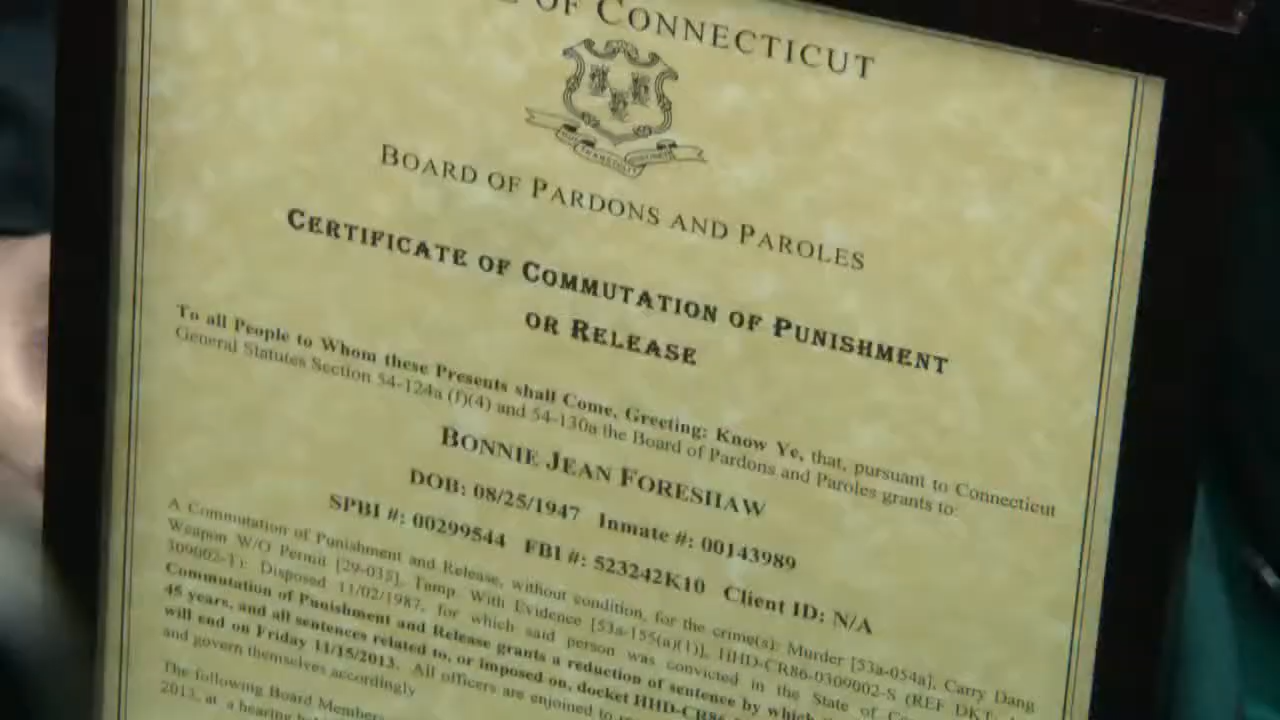 OF CONNECTICUT
QUI TRANSTULIT SUSTINET
BOARD OF PARDONS AND PAROLES
CERTIFICATE OF COMMUTATION OF PUNISHMENT
OR RELEASE
To all People to Whom these Presents shall Come, Greeting: Know Ye, that, pursuant to Connecticut
General Statutes Section 54-124a (f)(4) and 54-130a the Board of Pardons and Paroles grants to:
BONNIE JEAN FORESHAW
DOB: 08/25/1947 Inmate #: 00143989
SPBI #: 00299544 FBI #: 523242K10 Client ID: N/A
A Commutation of Punishment and Release, without condition, for the crime(s): Murder [53a-054a], Carry Dang
Weapon W/O Permit [29-035], Tamp. With Evidence [53a-155(a)(1)], HHD-CR86-0309002-S (REF DKT:
309002-T): Disposed 11/02/1987, for which said person was convicted in the State of
Commutation of Punishment and Release grants a reduction of sentence by which
45 years, and all sentences related to, or imposed on, docket HHD-CR86
will end on Friday 11/15/2013. All officers are enjoined to
and govern themselves accordingly
The following Board Members
2013, at a hearing